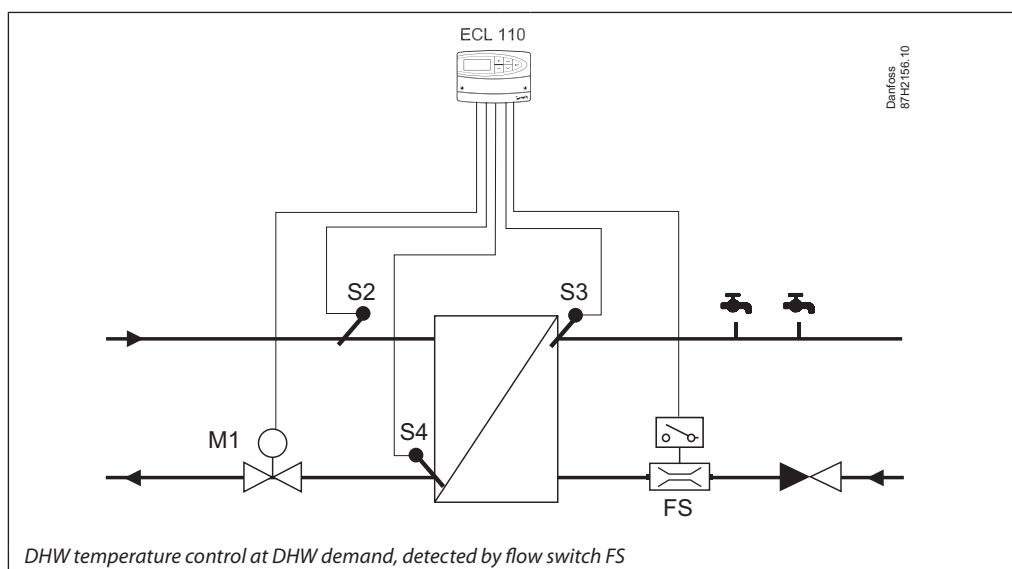 ECL 110
Danfoss
87H2156.10
S2
S3
M1
S4
FS
DHW temperature control at DHW demand, detected by flow switch FS